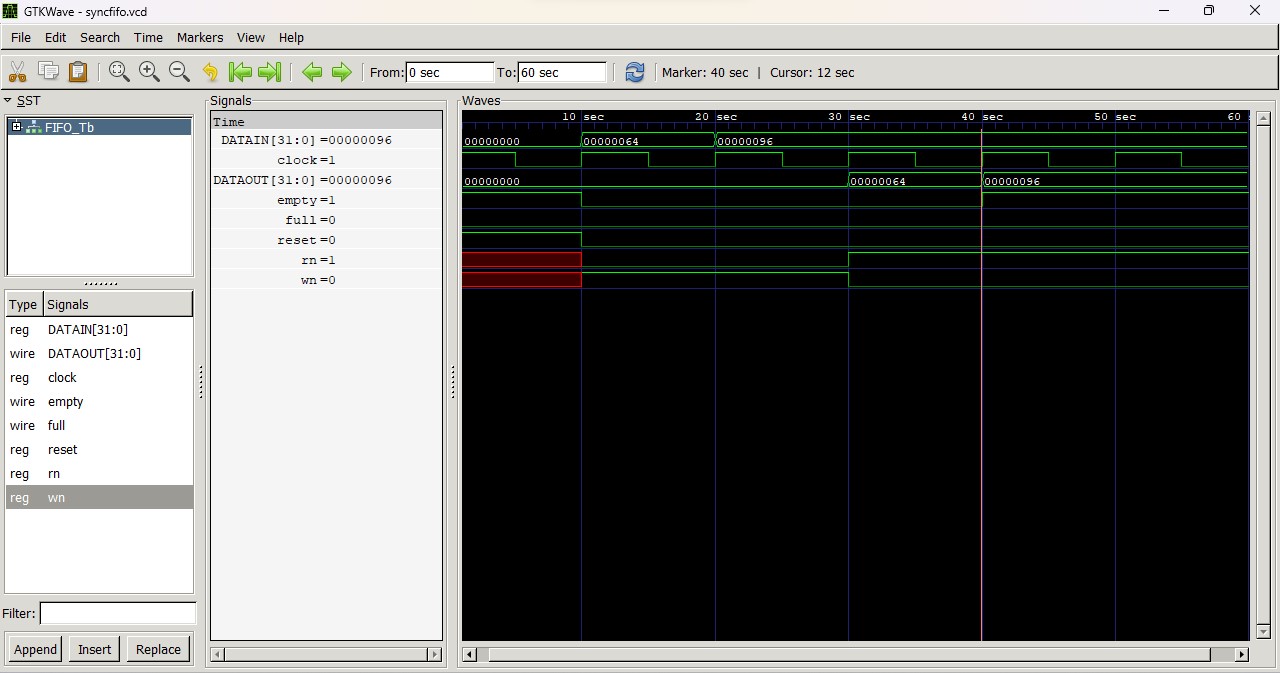 GTKWave - syncfifo.vcd
File Edit Search Time Markers View Help
From: 0 sec To: 60 sec | Marker: 40 sec | Cursor: 12 sec
SST
FIFO_Tb
Type Signals
reg DATAIN[31:0]
wire DATAOUT[31:0]
reg clock
wire empty
wire full
reg reset
reg rn
reg wn
Filter:
Append Insert Replace
Signals
Time
DATAIN[31:0] =00000096
clock =1
DATAOUT[31:0] =00000096
empty =1
full =0
reset =0
rn =1
wn =0
Waves
10 sec 20 sec 30 sec 40 sec 50 sec 60
00000000 00000064 00000096
00000000 00000064 00000096